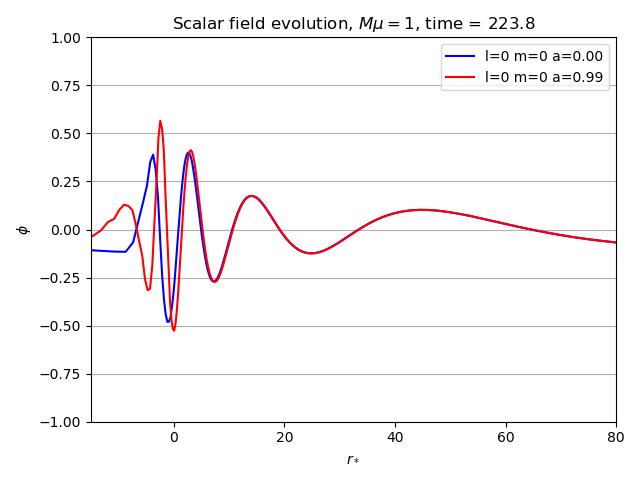 Scalar field evolution, Mμ = 1, time = 223.8
l=0 m=0 a=0.00
l=0 m=0 a=0.99
1.00
0.75
0.50
0.25
0.00
−0.25
−0.50
−0.75
−1.00
ϕ
0
20
40
60
80
r*